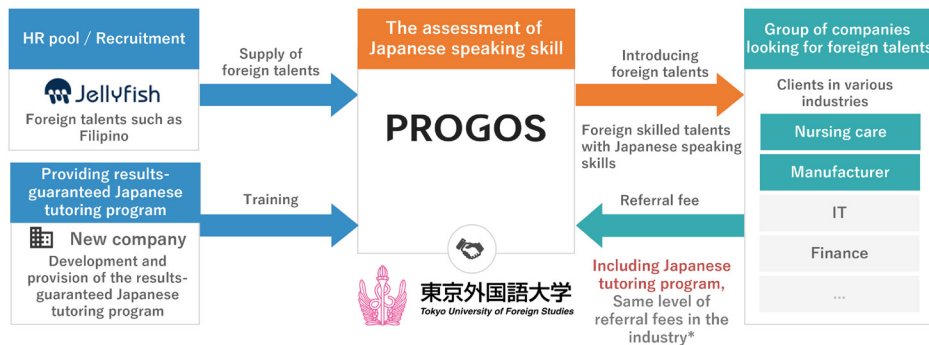 HR pool / Recruitment
Jellyfish
Foreign talents such as
Filipino
Providing results-
guaranteed Japanese
tutoring program
New company
Development and
provision of the results-
guaranteed Japanese
tutoring program
Supply of
foreign talents
Training
The assessment of
Japanese speaking skill
PROGOS
東京外国語大学
Tokyo University of Foreign Studies
Introducing
foreign talents
Foreign skilled talents
with Japanese speaking
skills
Referral fee
Including Japanese
tutoring program,
Same level of
referral fees in the
industry*
Group of companies
looking for foreign talents
Clients in various
industries
Nursing care
Manufacturer
IT
Finance
...